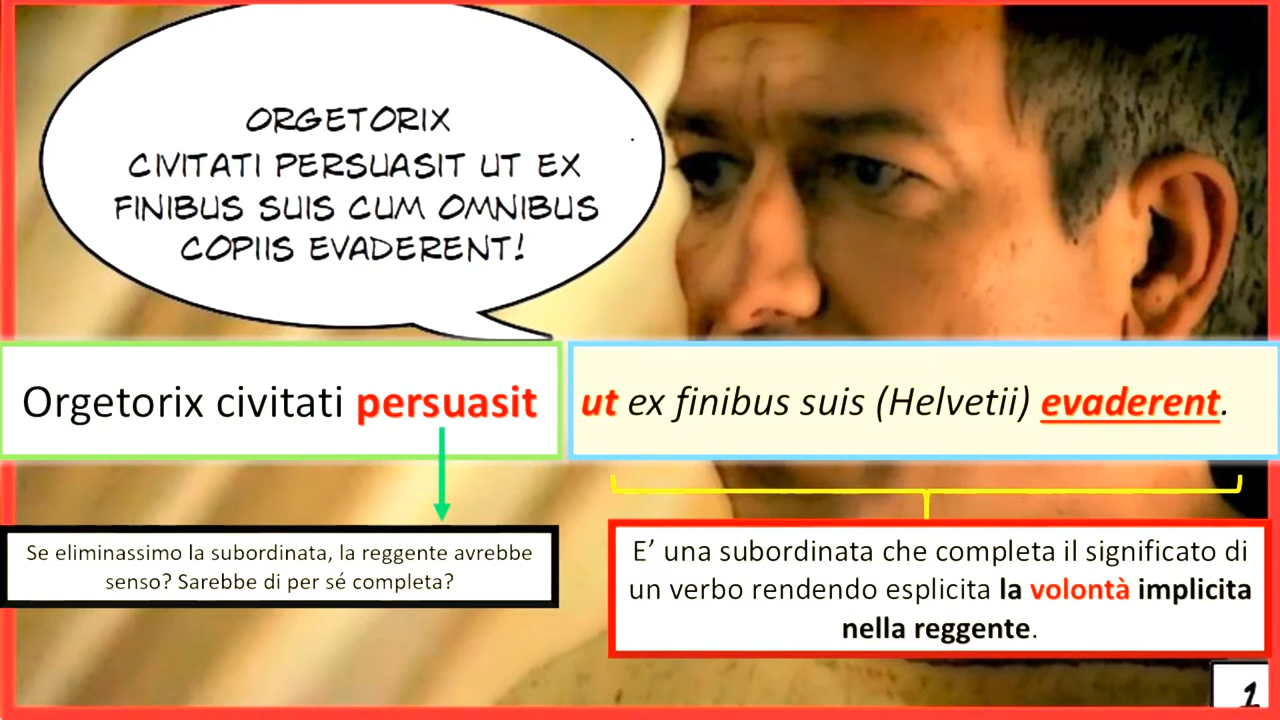 ORGETORIX
CIVITATI PERSUASIT UT EX
FINIBUS SUIS CUM OMNIBUS
COPIIS EVADERENT!
Orgetorix civitati persuasit
ut ex finibus suis (Helvetii) evaderent.
Se eliminassimo la subordinata, la reggente avrebbe
senso? Sarebbe di per sé completa?
E’ una subordinata che completa il significato di
un verbo rendendo esplicita la volontà implicita
nella reggente.
1